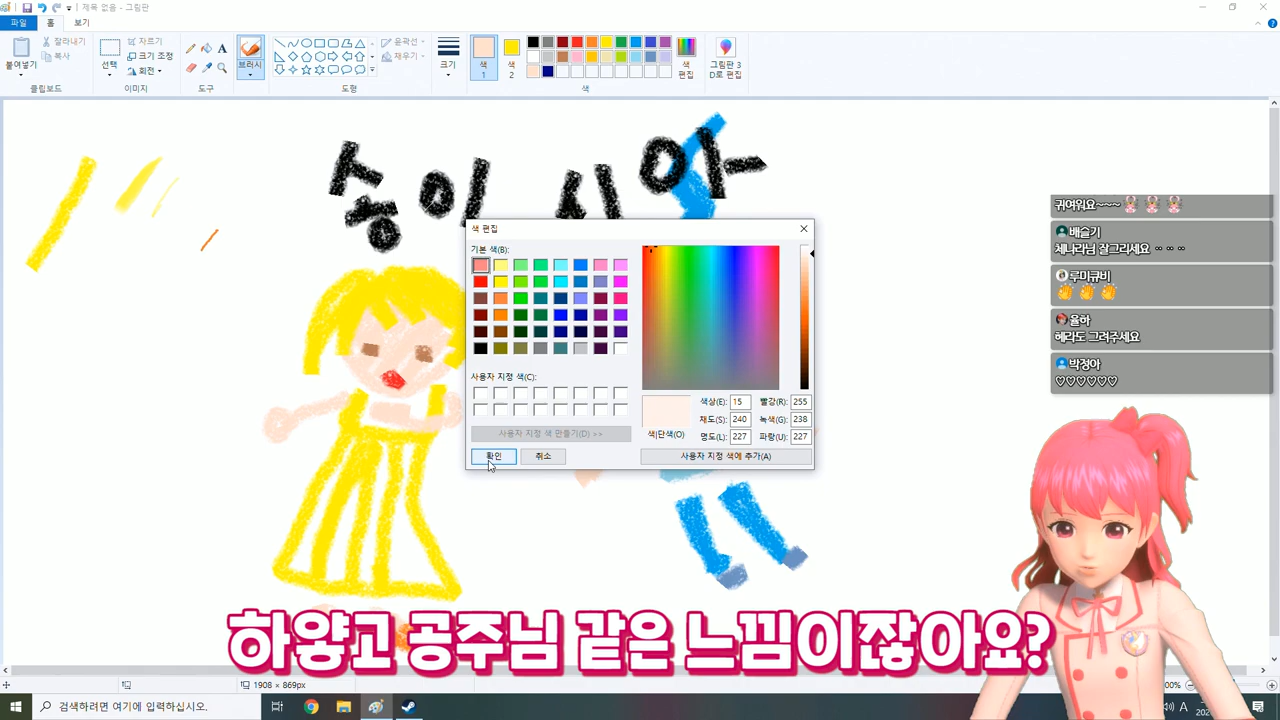 제목 없음 - 그림판
파일
홈
보기
붙여넣기
잘라내기
복사
클립보드
선택
자르기
크기 조정
회전
이미지
도구
브러시
윤곽선
채우기
도형
크기
색 1
색 2
색
편집
그림판 3
D로 편집
색
송이 시아
색 편집
기본 색(B):
사용자 지정 색(C):
사용자 지정 색 만들기(D) >>
확인
취소
색|단색(O)
색상(E): 15
채도(S): 240
명도(L): 227
빨강(R): 255
녹색(G): 238
파랑(U): 227
사용자 지정 색에 추가(A)
귀여워요~~~
배슬기
체나라님 잘그리세요
루미큐비
율하
헤라도 그려주세요
박정아
♡♡♡♡♡♡
하얗고 공주님 같은 느낌이잖아요?
1908 × 869px
00%
검색하려면 여기에 입력하십시오.
A